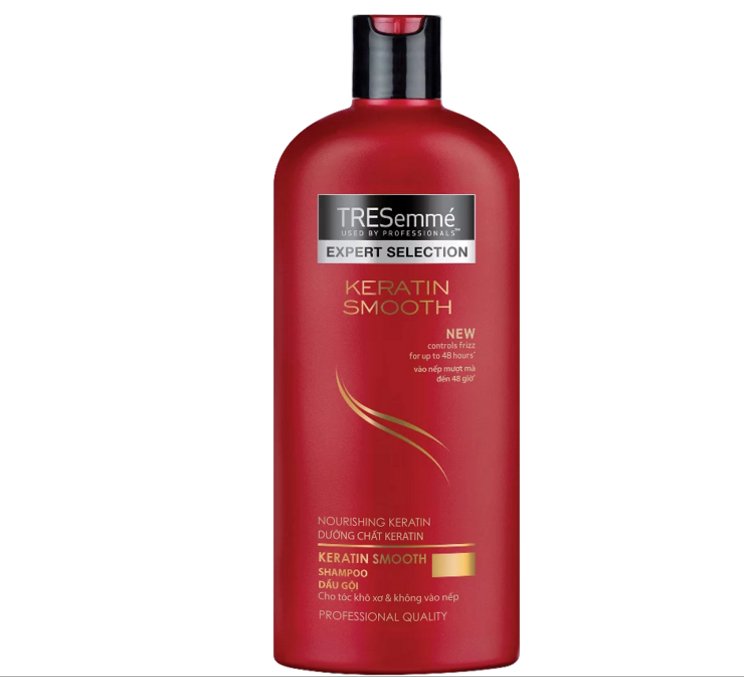 TRESemmé
USED BY PROFESSIONALS™
EXPERT SELECTION
KERATIN
SMOOTH
NEW
controls frizz
for up to 48 hours*
vào nếp mượt mà
đến 48 giờ*
NOURISHING KERATIN
DƯỠNG CHẤT KERATIN
KERATIN SMOOTH
SHAMPOO
DẦU GỘI
Cho tóc khô xơ & không vào nếp
PROFESSIONAL QUALITY